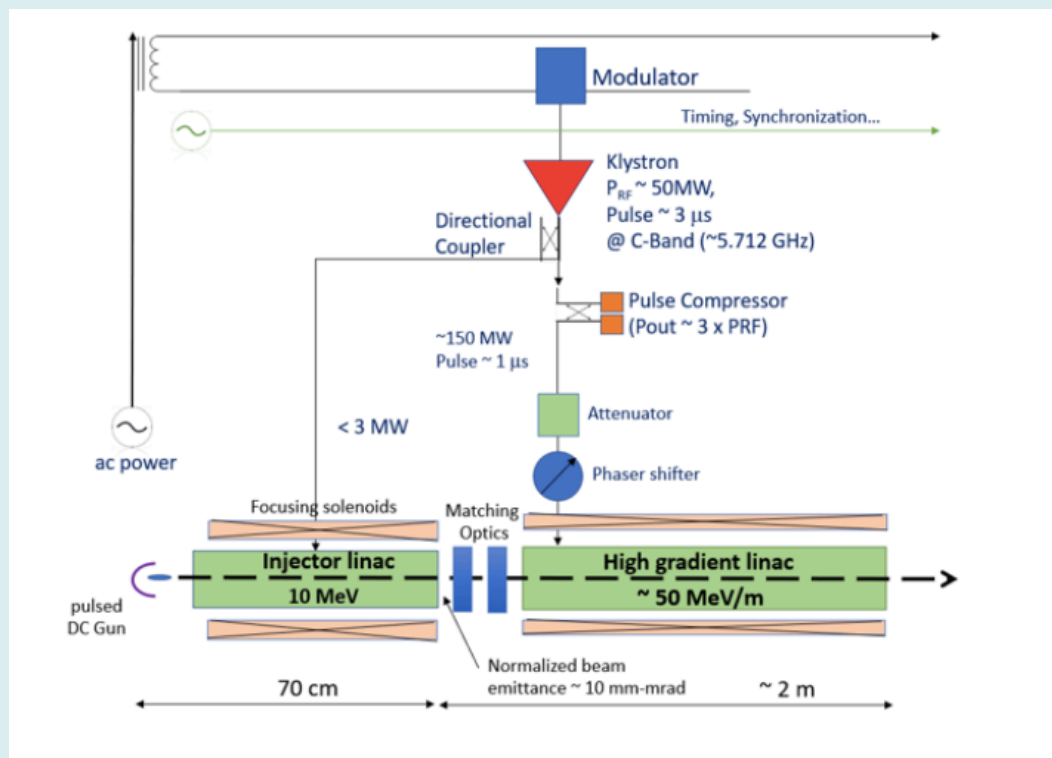 Modulator
Timing, Synchronization...
Klystron
PRF ~ 50MW,
Pulse ~ 3 μs
@ C-Band (~5.712 GHz)
Directional
Coupler
Pulse Compressor
(Pout ~ 3 x PRF)
~150 MW
Pulse ~ 1 μs
Attenuator
< 3 MW
ac power
Phaser shifter
Focusing solenoids
Matching
Optics
Injector linac
10 MeV
High gradient linac
~ 50 MeV/m
pulsed
DC Gun
Normalized beam
emittance ~ 10 mm-mrad
70 cm
~ 2 m